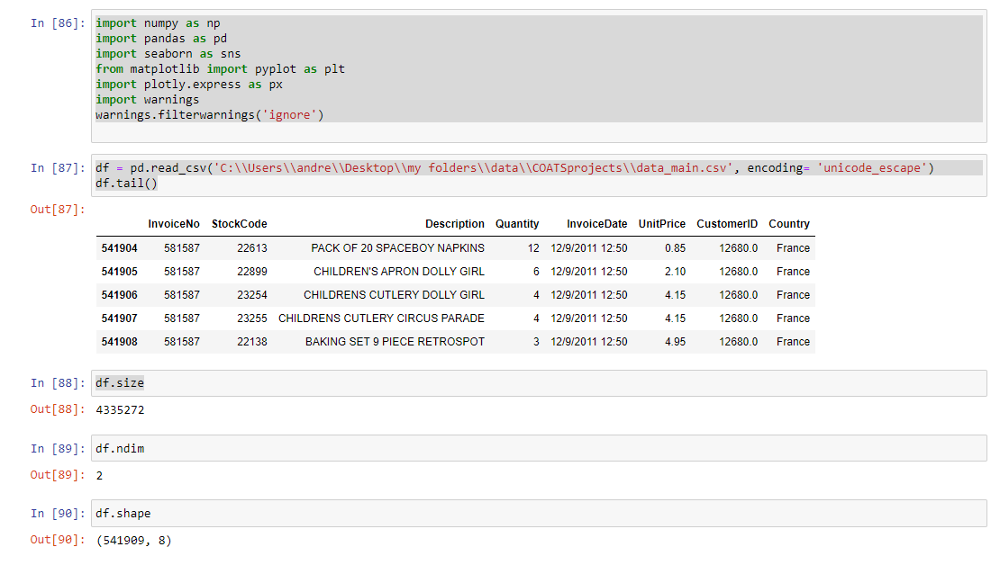 In [86]: import numpy as np
import pandas as pd
import seaborn as sns
from matplotlib import pyplot as plt
import plotly.express as px
import warnings
warnings.filterwarnings('ignore')
In [87]: df = pd.read_csv('C:\\Users\\andre\\Desktop\\my folders\\data\\COATSprojects\\data_main.csv', encoding= 'unicode_escape')
df.tail()
Out[87]:
InvoiceNo StockCode Description Quantity InvoiceDate UnitPrice CustomerID Country
541904 581587 22613 PACK OF 20 SPACEBOY NAPKINS 12 12/9/2011 12:50 0.85 12680.0 France
541905 581587 22899 CHILDREN'S APRON DOLLY GIRL 6 12/9/2011 12:50 2.10 12680.0 France
541906 581587 23254 CHILDRENS CUTLERY DOLLY GIRL 4 12/9/2011 12:50 4.15 12680.0 France
541907 581587 23255 CHILDRENS CUTLERY CIRCUS PARADE 4 12/9/2011 12:50 4.15 12680.0 France
541908 581587 22138 BAKING SET 9 PIECE RETROSPOT 3 12/9/2011 12:50 4.95 12680.0 France
In [88]: df.size
Out[88]: 4335272
In [89]: df.ndim
Out[89]: 2
In [90]: df.shape
Out[90]: (541909, 8)